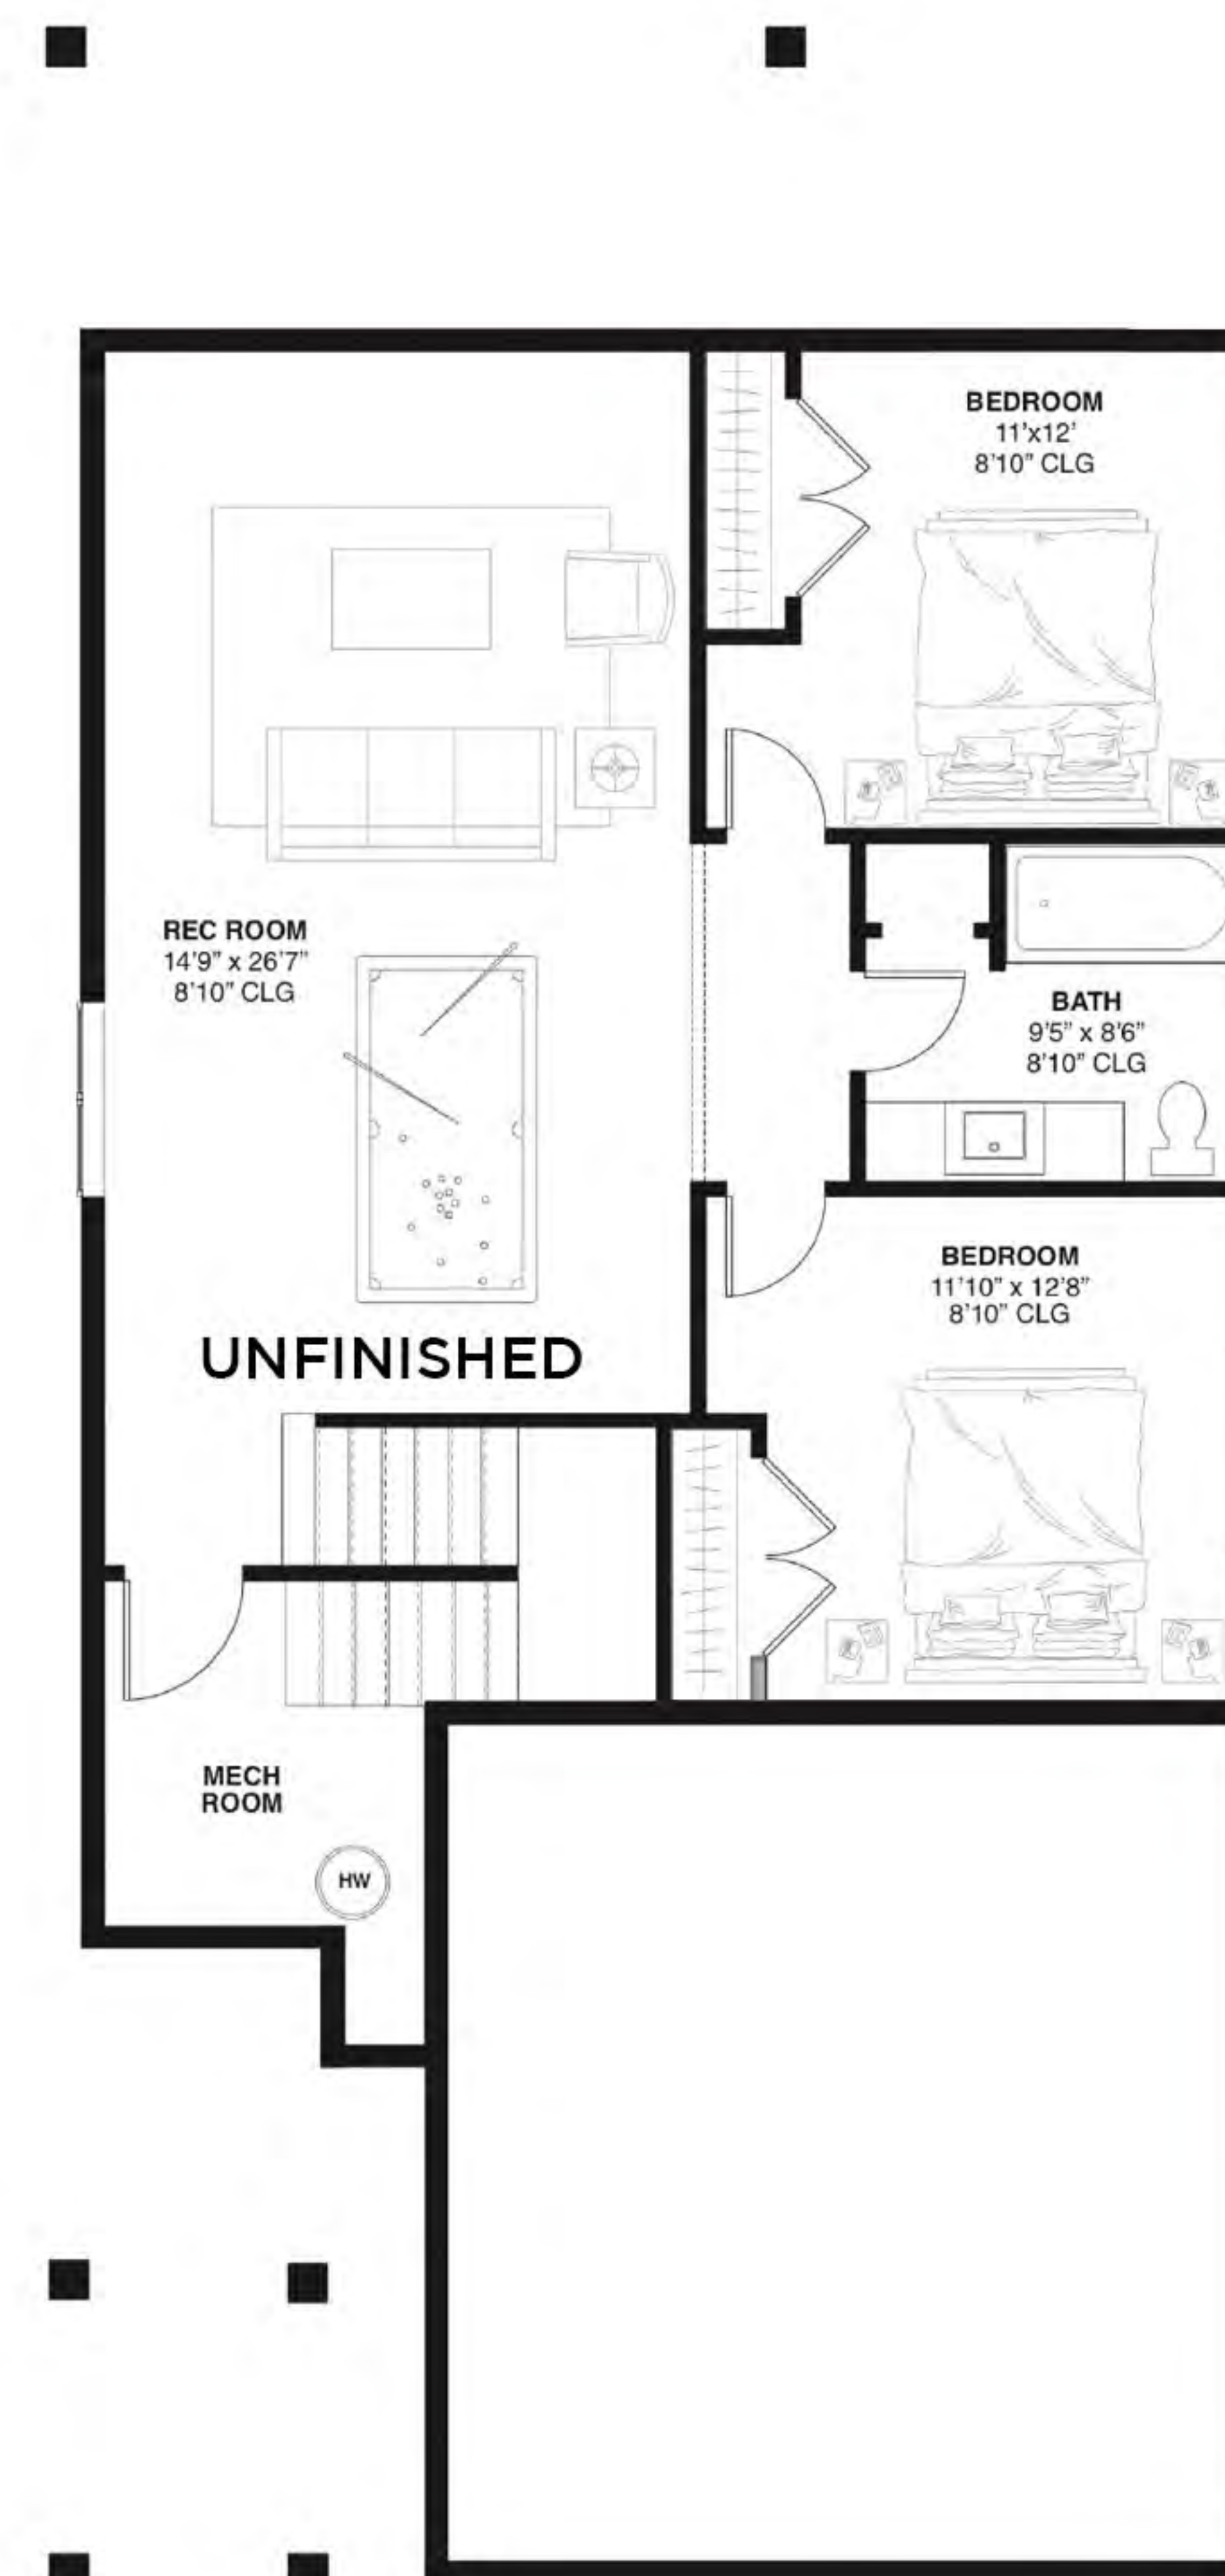 BEDROOM
11'x12'
8'10” CLG
REC ROOM
14'9” x 26'7”
8'10” CLG
BATH
9'5” x 8'6”
8'10” CLG
BEDROOM
11'10” x 12'8”
8'10” CLG
UNFINISHED
MECH
ROOM
HW